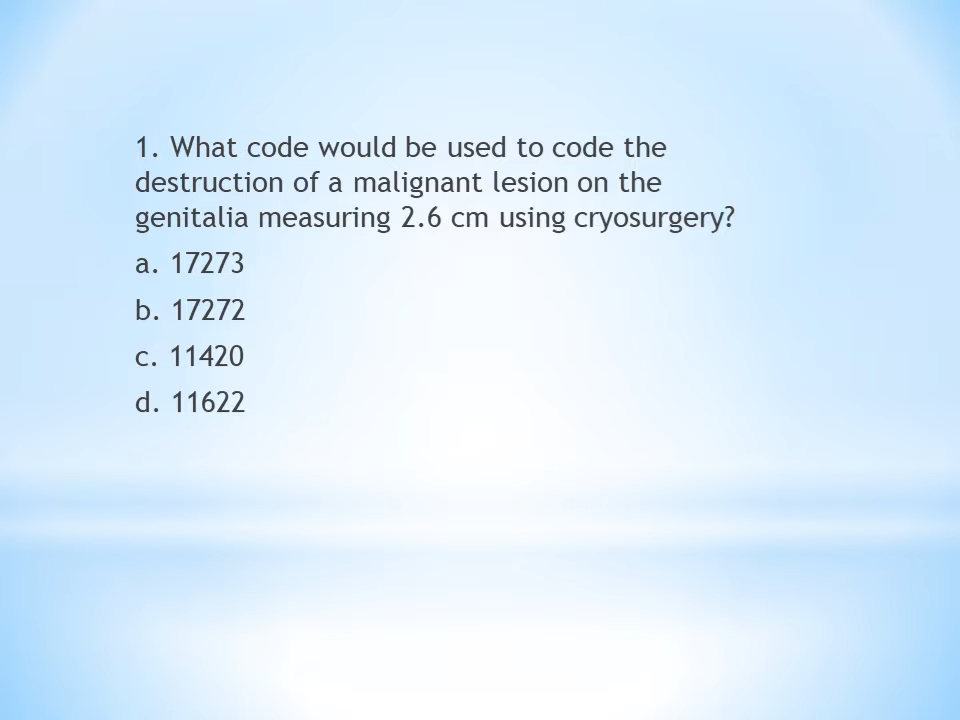 1. What code would be used to code the
destruction of a malignant lesion on the
genitalia measuring 2.6 cm using cryosurgery?
a. 17273
b. 17272
c. 11420
d. 11622